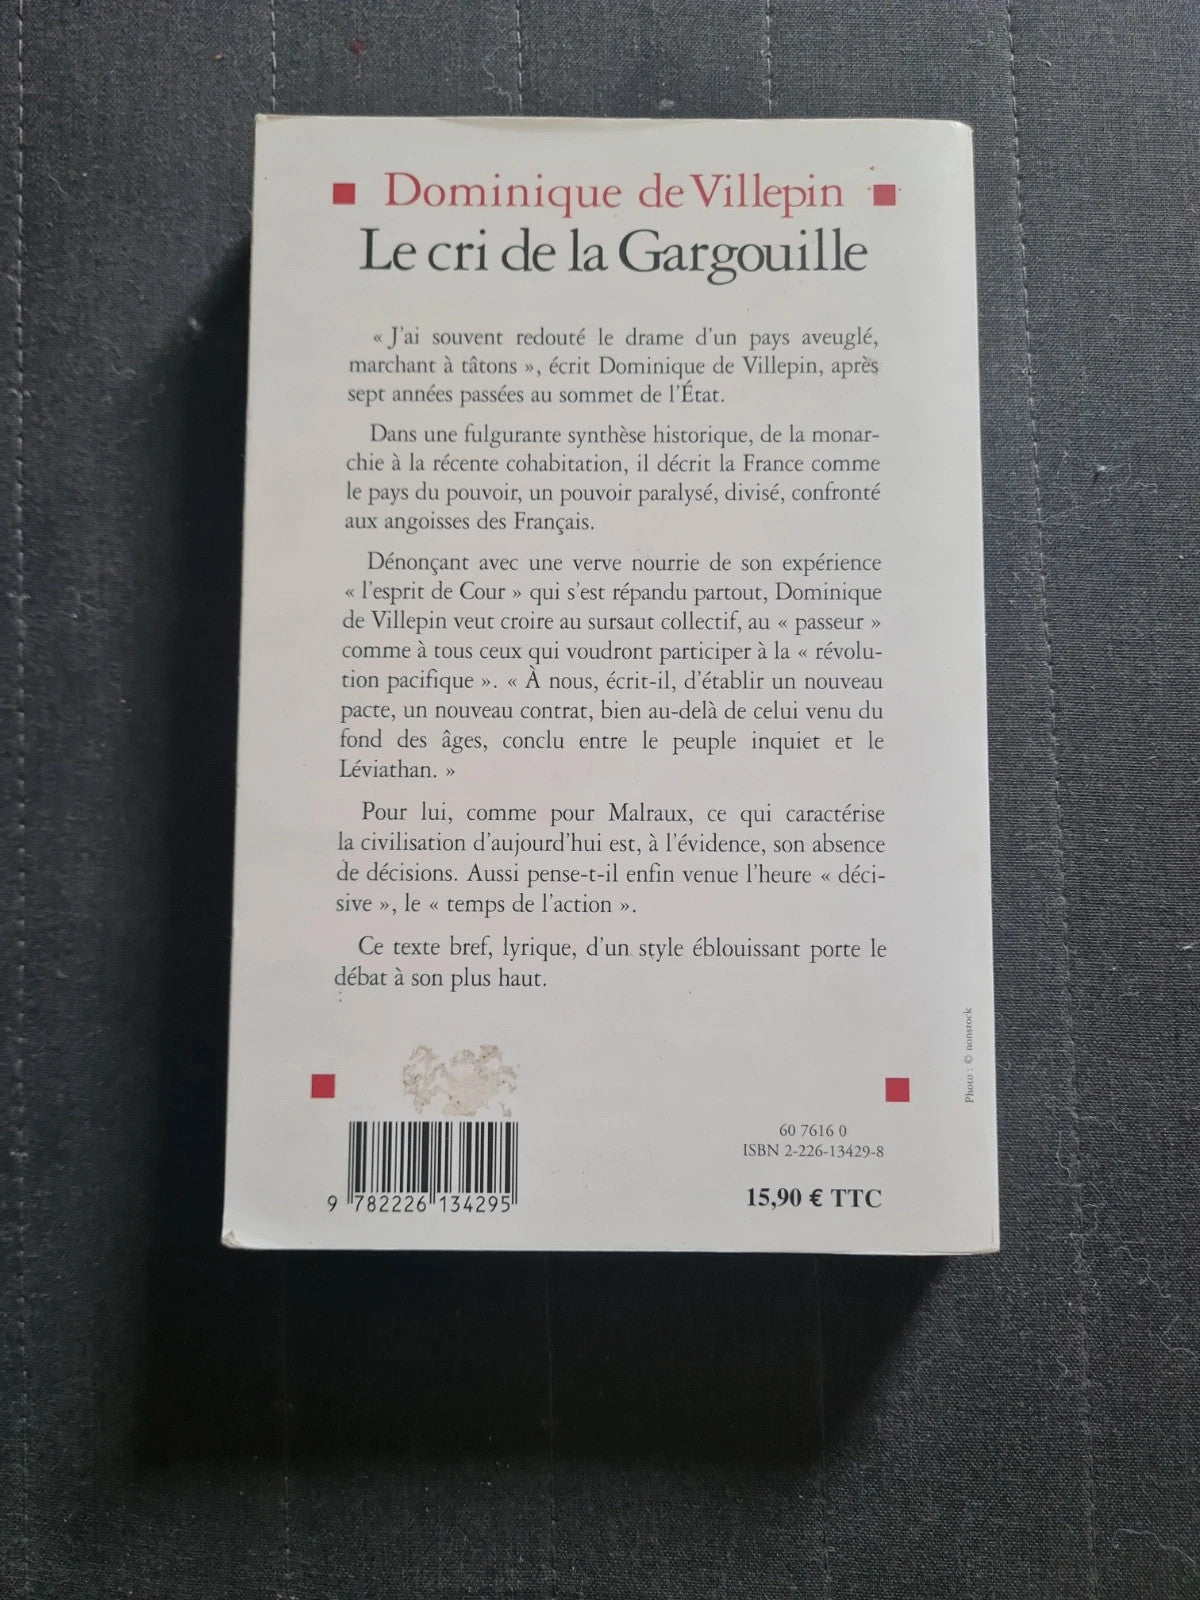 Dominique de Villepin
Le cri de la Gargouille
« J'ai souvent redouté le drame d'un pays aveuglé,
marchant à tâtons », écrit Dominique de Villepin, après
sept années passées au sommet de l'État.
Dans une fulgurante synthèse historique, de la monar-
chie à la récente cohabitation, il décrit la France comme
le pays du pouvoir, un pouvoir paralysé, divisé, confronté
aux angoisses des Français.
Dénonçant avec une verve nourrie de son expérience
« l'esprit de Cour » qui s'est répandu partout, Dominique
de Villepin veut croire au sursaut collectif, au « passeur »
comme à tous ceux qui voudront participer à la « révolu-
tion pacifique ». « À nous, écrit-il, d'établir un nouveau
pacte, un nouveau contrat, bien au-delà de celui venu du
fond des âges, conclu entre le peuple inquiet et le
Léviathan. »
Pour lui, comme pour Malraux, ce qui caractérise
la civilisation d'aujourd'hui est, à l'évidence, son absence
de décisions. Aussi pense-t-il enfin venue l'heure « déci-
sive », le « temps de l'action ».
Ce texte bref, lyrique, d'un style éblouissant porte le
débat à son plus haut.
Photo : © nonstock
60 7616 0
ISBN 2-226-13429-8
15,90 € TTC
9 782226 134295